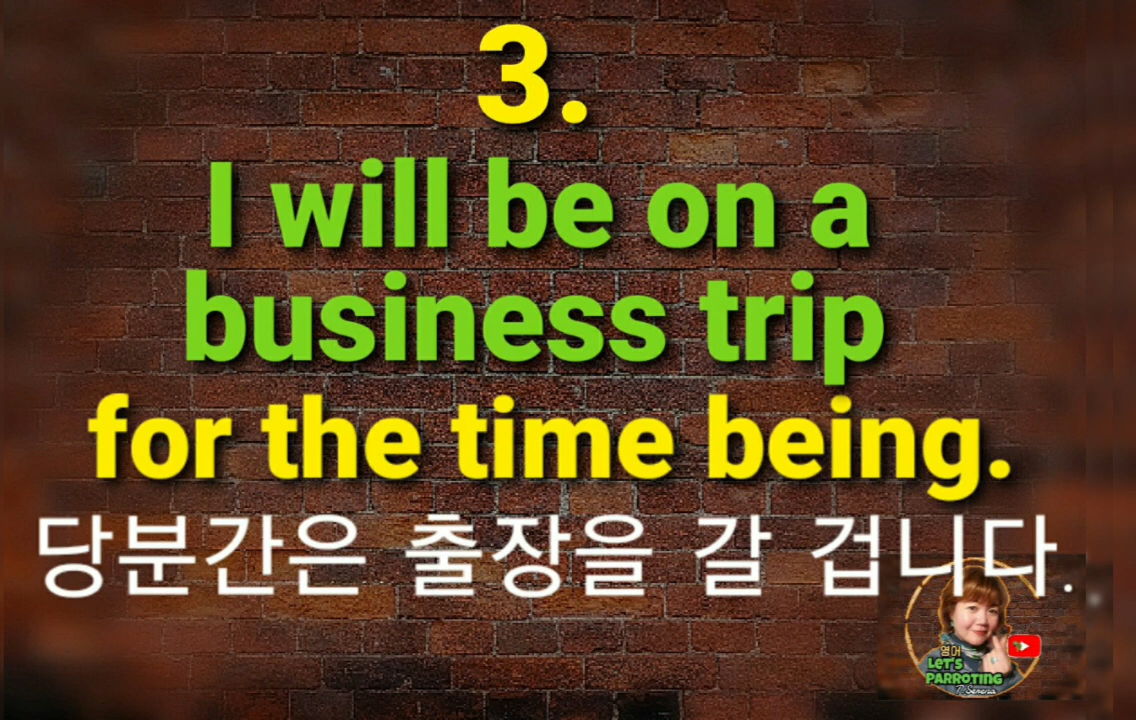 3.
I will be on a
business trip
for the time being.
당분간은 출장을 갈 겁니다.
영어
LET'S
PARROTING
T. Serena